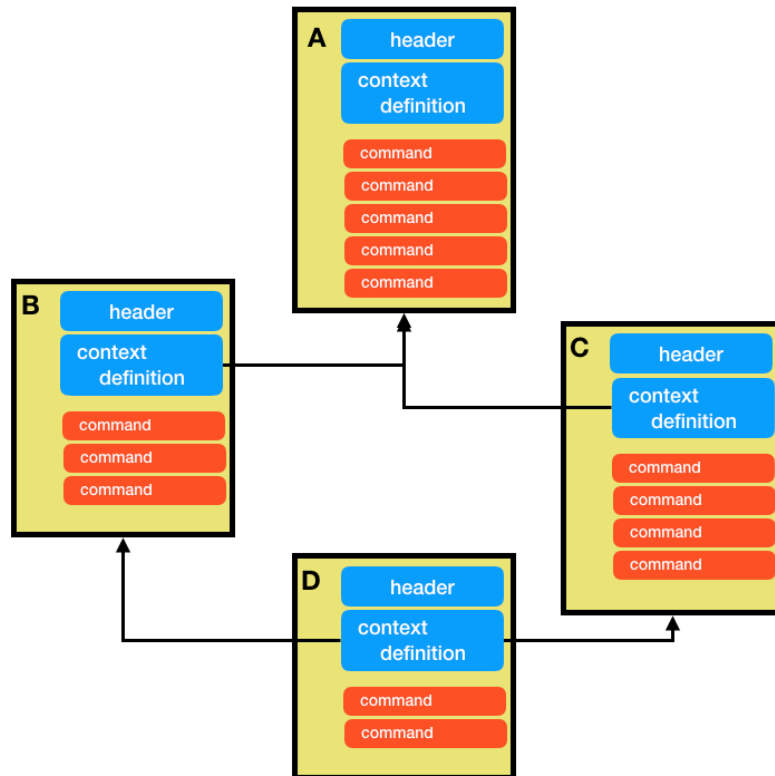 A
header
context
definition
command
command
command
command
command
B
header
context
definition
command
command
command
C
header
context
definition
command
command
command
command
D
header
context
definition
command
command